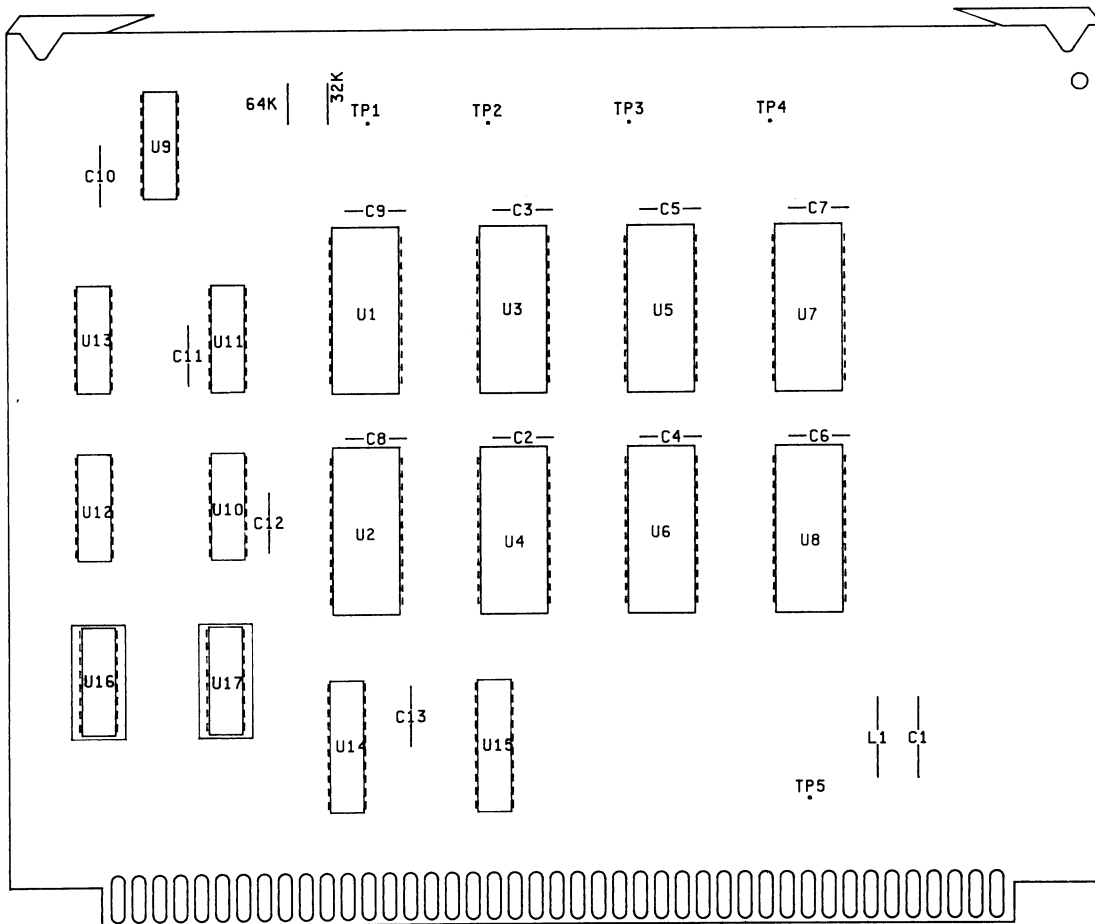 64K 32K
TP1 TP2 TP3 TP4
U9
C10
C9 C3 C5 C7
U1 U3 U5 U7
U13 C11 U11
C8 C2 C4 C6
U12 U10 C12
U2 U4 U6 U8
U16 U17
C13
U14 U15
L1 C1
TP5